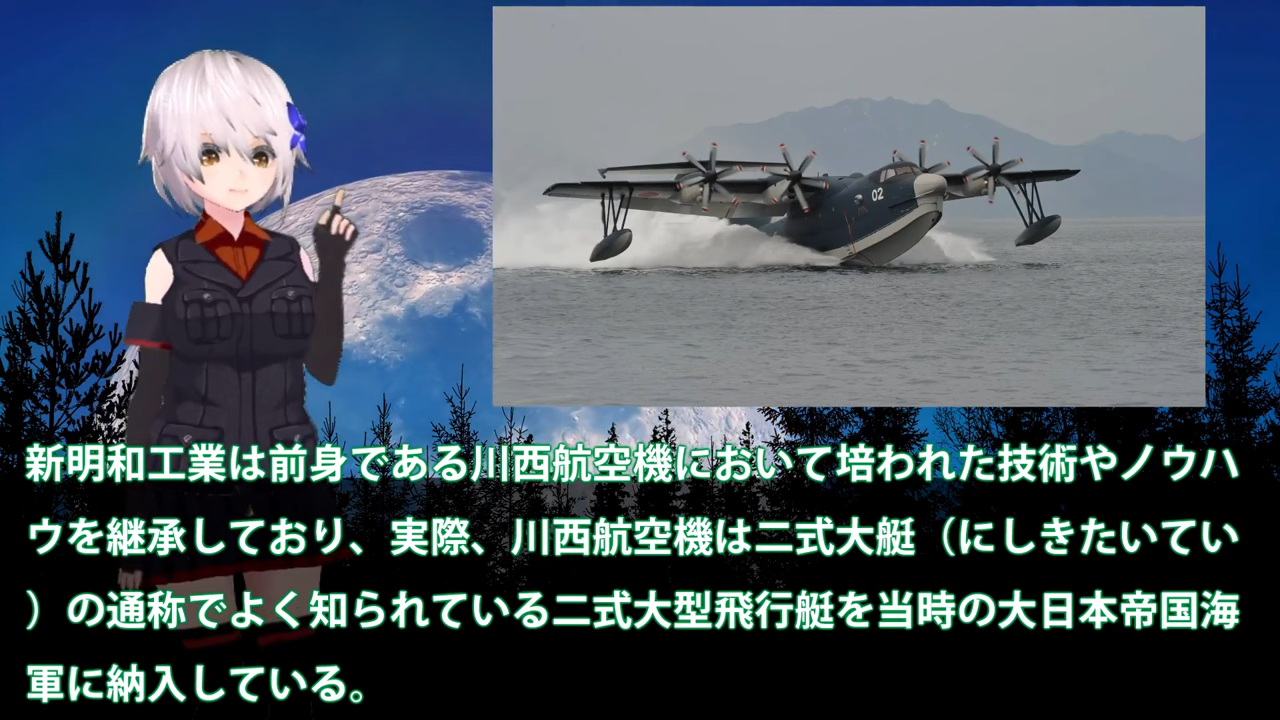 02
新明和工業は前身である川西航空機において培われた技術やノウハ
ウを継承しており、実際、川西航空機は二式大艇（にしきたいてい
）の通称でよく知られている二式大型飛行艇を当時の大日本帝国海
軍に納入している。